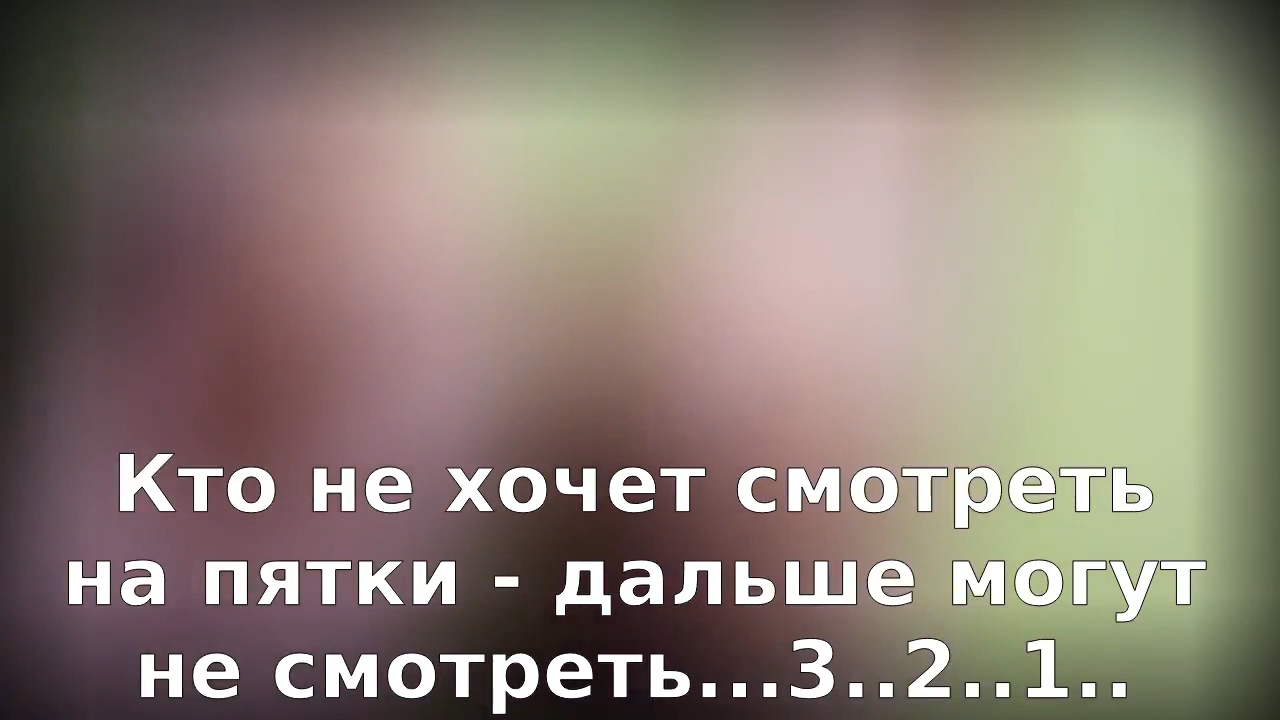 Кто не хочет смотреть
на пятки - дальше могут
не смотреть...3..2..1..